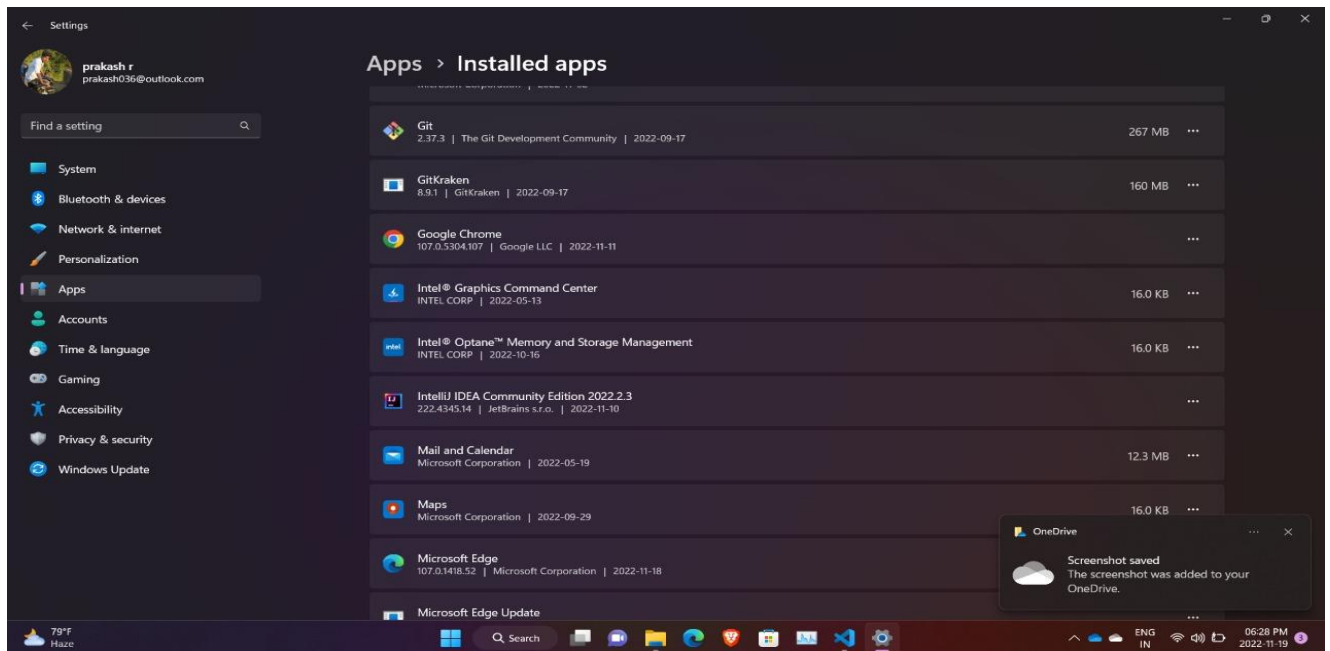 Settings
prakash r
prakash036@outlook.com
Find a setting
System
Bluetooth & devices
Network & internet
Personalization
Apps
Accounts
Time & language
Gaming
Accessibility
Privacy & security
Windows Update
Apps > Installed apps
Git
2.37.3 | The Git Development Community | 2022-09-17
267 MB
GitKraken
8.9.1 | GitKraken | 2022-09-17
160 MB
Google Chrome
107.0.5304.107 | Google LLC | 2022-11-11
Intel® Graphics Command Center
INTEL CORP | 2022-05-13
16.0 KB
intel
Intel® Optane™ Memory and Storage Management
INTEL CORP | 2022-10-16
16.0 KB
IntelliJ IDEA Community Edition 2022.2.3
222.4345.14 | JetBrains s.r.o. | 2022-11-10
Mail and Calendar
Microsoft Corporation | 2022-05-19
12.3 MB
Maps
Microsoft Corporation | 2022-09-29
16.0 KB
Microsoft Edge
107.0.1418.52 | Microsoft Corporation | 2022-11-18
Microsoft Edge Update
OneDrive
Screenshot saved
The screenshot was added to your
OneDrive.
79°F
Haze
Search
ENG
IN
06:28 PM
2022-11-19
3